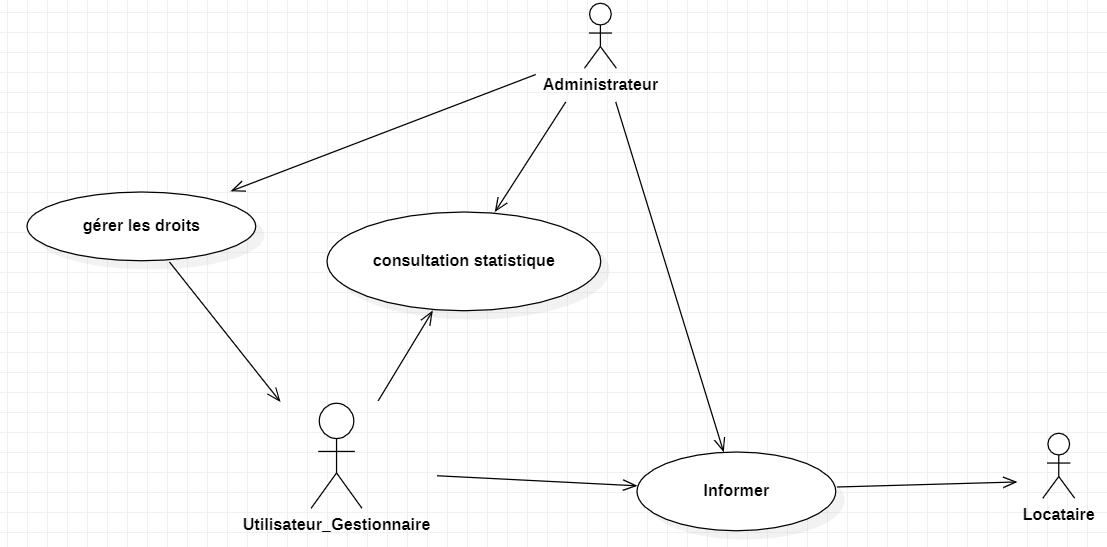 Administrateur
gérer les droits
consultation statistique
Informer
Locataire
Utilisateur_Gestionnaire